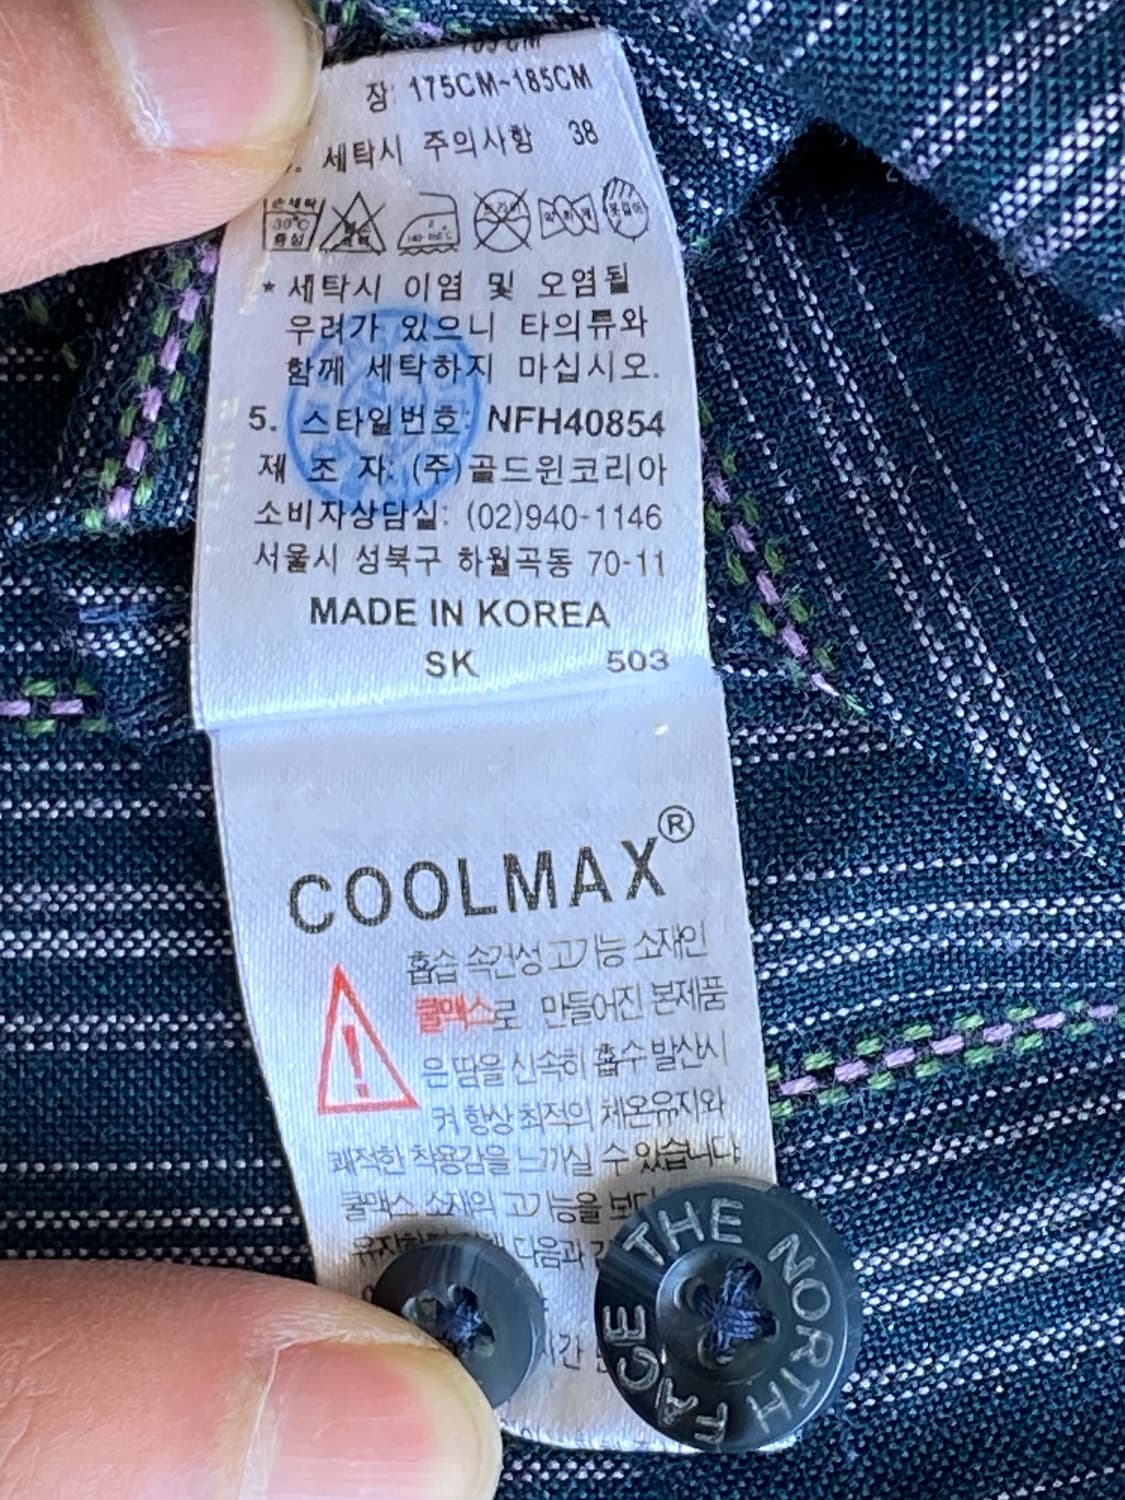 장: 175CM~185CM
세탁시 주의사항 38
손세탁
30℃
중성
* 세탁시 이염 및 오염될
우려가 있으니 타의류와
함께 세탁하지 마십시오.
5. 스타일번호: NFH40854
제 조 자: (주)골드윈코리아
소비자상담실: (02)940-1146
서울시 성북구 하월곡동 70-11
MADE IN KOREA
SK 503
COOLMAX®
흡습 속건성 고기능 소재인
쿨맥스로 만들어진 본제품
은 땀을 신속히 흡수 발산시
켜 항상 최적의 체온유지와
쾌적한 착용감을 느끼실 수 있습니다
쿨맥스 소재의 고기능을 보다
다음과
THE NORTH FACE